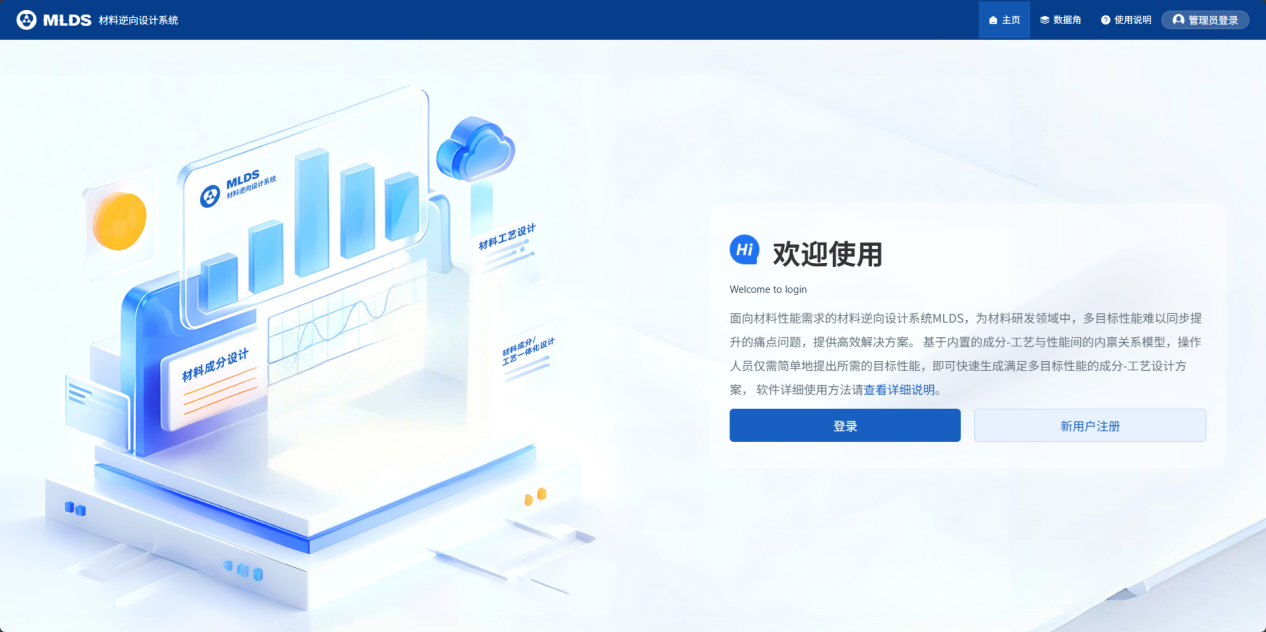 MLDS 材料逆向设计系统
主页
数据角
使用说明
管理员登录
MLDS
材料逆向设计系统
材料工艺设计
材料成分/
工艺一体化设计
材料成分设计
Hi 欢迎使用
Welcome to login
面向材料性能需求的材料逆向设计系统MLDS，为材料研发领域中，多目标性能难以同步提
升的痛点问题，提供高效解决方案。 基于内置的成分-工艺与性能间的内禀关系模型，操作
人员仅需简单地提出所需的目标性能，即可快速生成满足多目标性能的成分-工艺设计方
案， 软件详细使用方法请查看详细说明。
登录
新用户注册